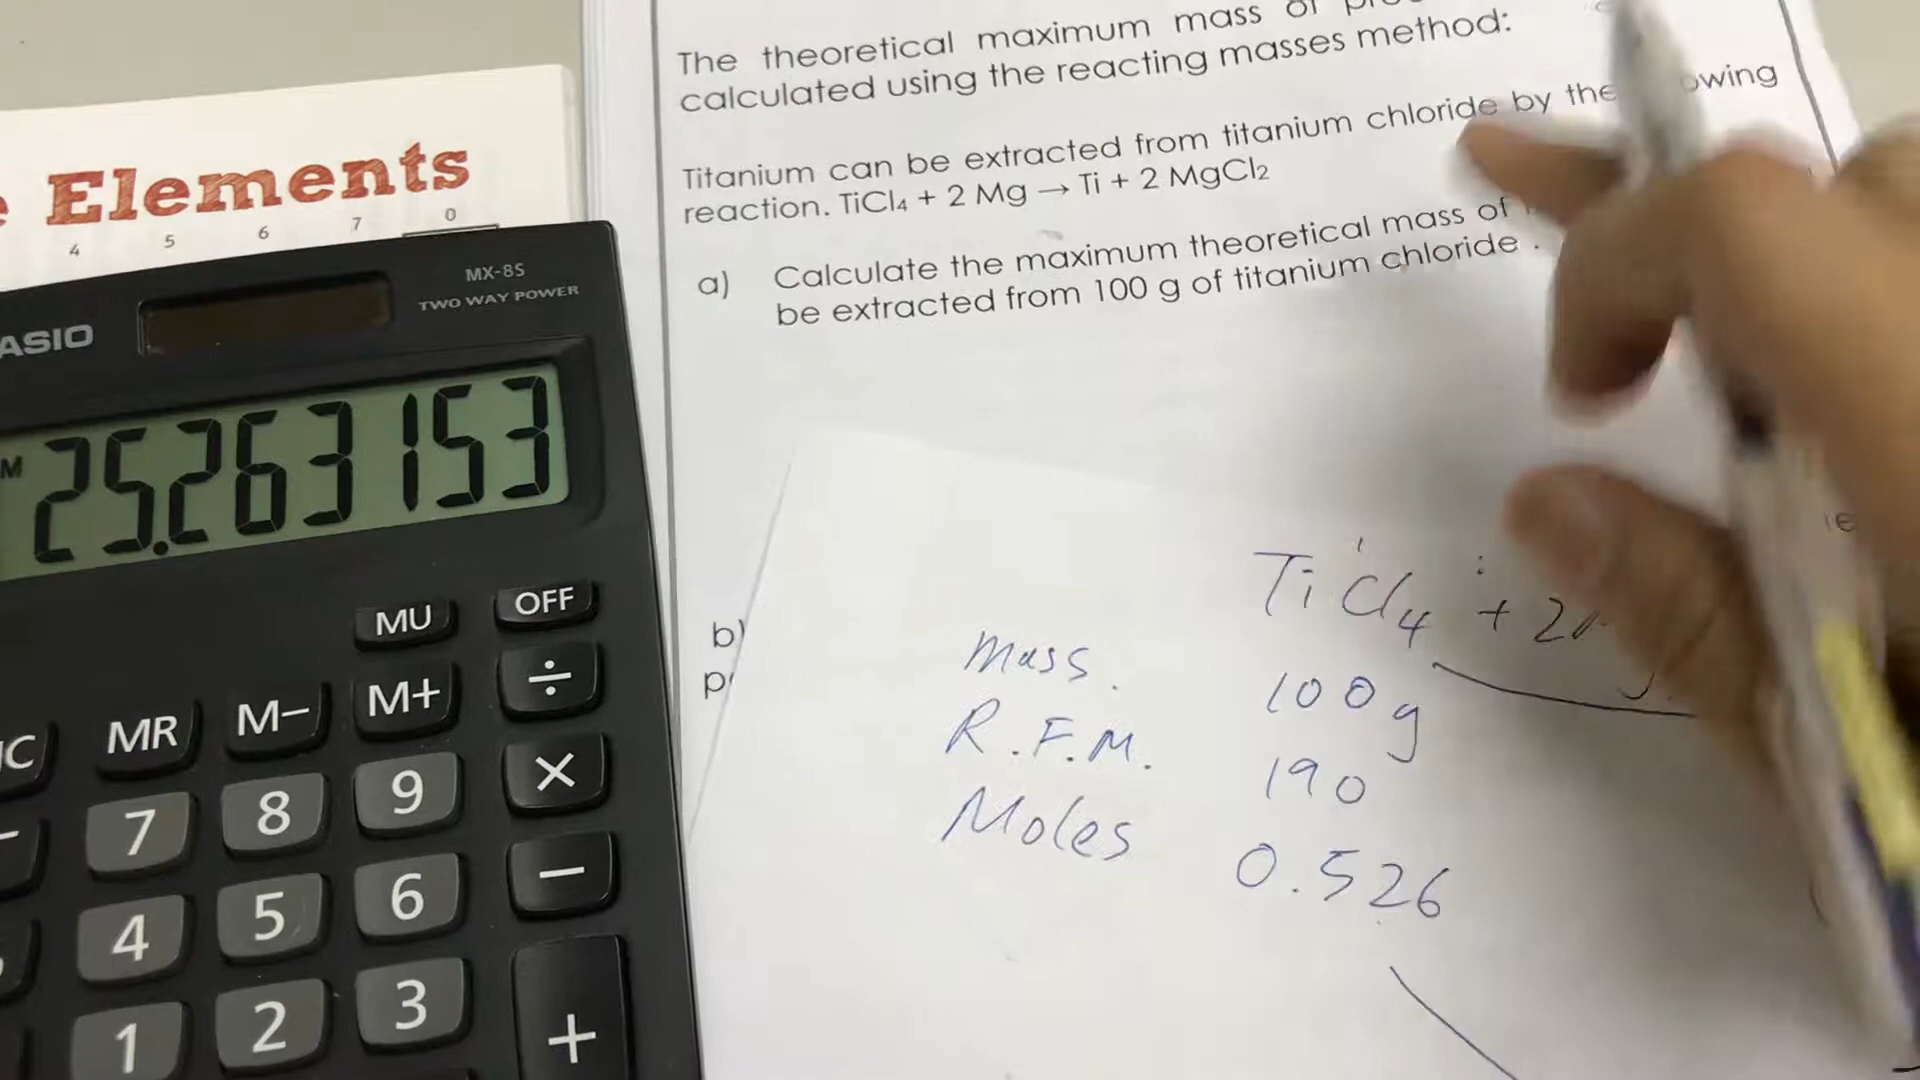 The theoretical maximum mass of
calculated using the reacting masses method:
Titanium can be extracted from titanium chloride by the owing
reaction. TiCl4 + 2 Mg → Ti + 2 MgCl2
a) Calculate the maximum theoretical mass of
be extracted from 100 g of titanium chloride .
b)
Elements
4 5 6 7 0
MX-8S
TWO WAY POWER
ASIO
M 25.263153
MU OFF
MR M− M+ ÷
7 8 9 ×
4 5 6 −
1 2 3 +
TiCl4 + 2
Mass 100g
R.F.M. 190
Moles 0.526